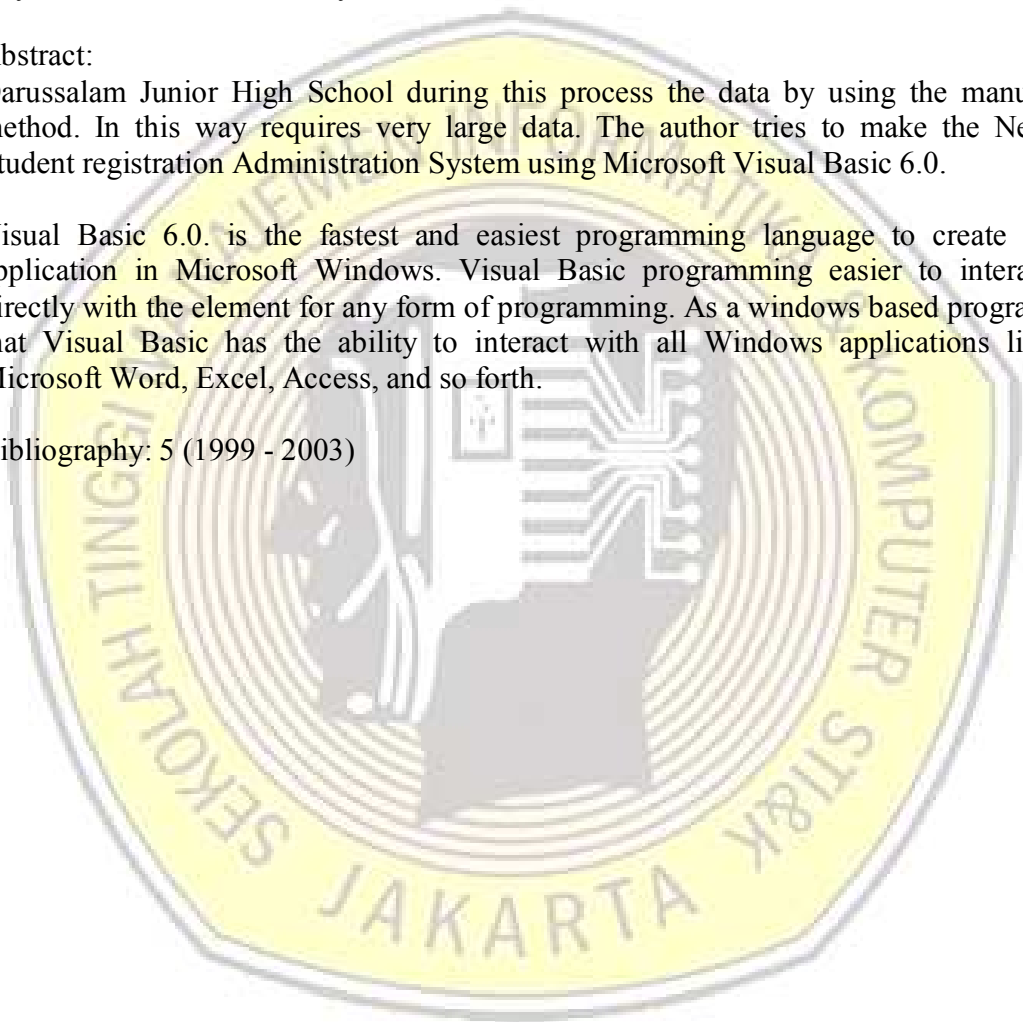 bstract:
arussalam Junior High School during this process the data by using the manu
ethod. In this way requires very large data. The author tries to make the Ne
tudent registration Administration System using Microsoft Visual Basic 6.0.
isual Basic 6.0. is the fastest and easiest programming language to create
pplication in Microsoft Windows. Visual Basic programming easier to intera
irectly with the element for any form of programming. As a windows based progra
hat Visual Basic has the ability to interact with all Windows applications li
icrosoft Word, Excel, Access, and so forth.
ibliography: 5 (1999 - 2003)
SEKOLAH TINGGI MANAJEMEN INFORMATIKA & KOMPUTER STI&K
JAKARTA